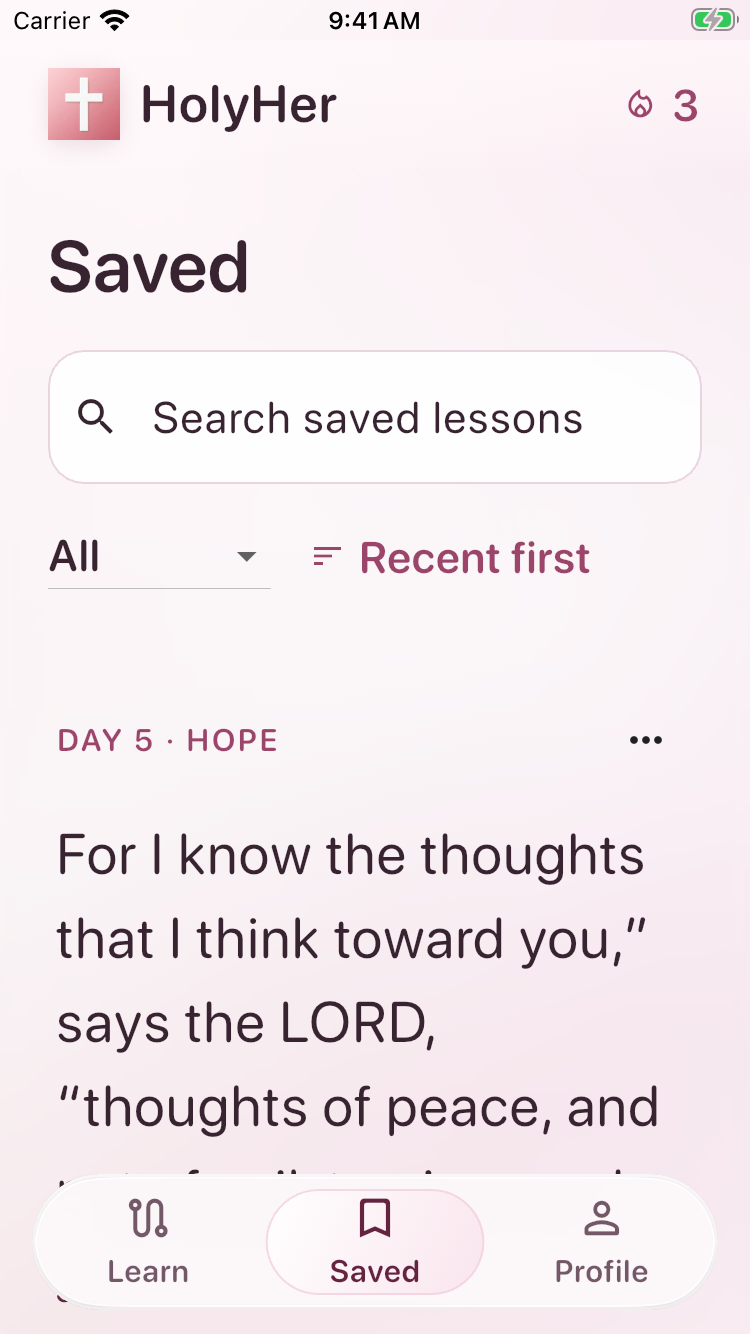 Carrier 9:41 AM
HolyHer 3
Saved
Search saved lessons
All Recent first
DAY 5 · HOPE
For I know the thoughts
that I think toward you,”
says the LORD,
“thoughts of peace, and
Learn Saved Profile